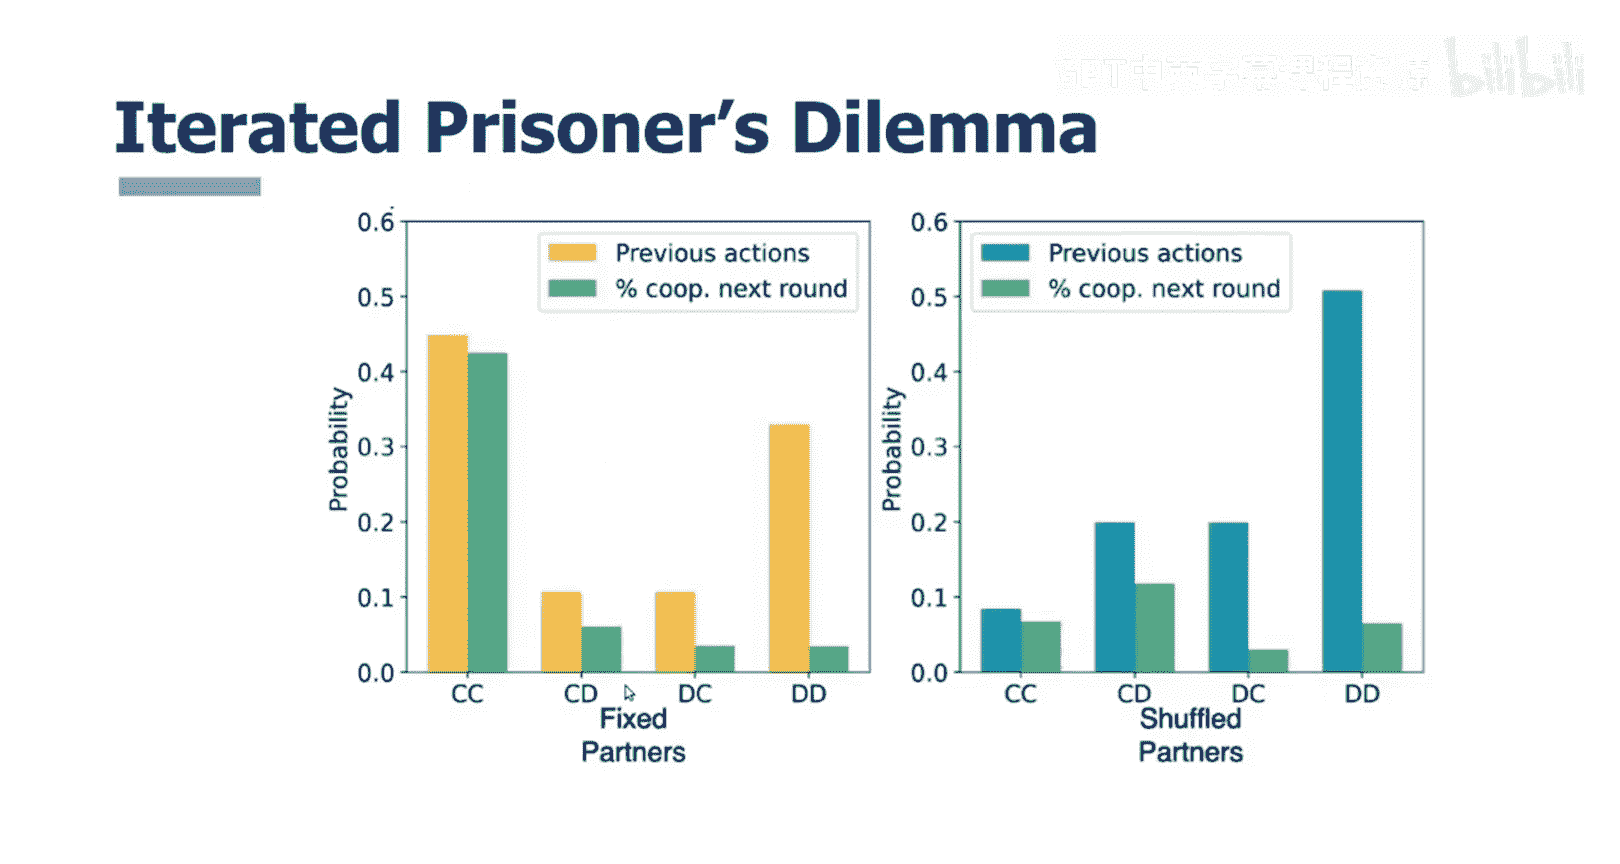 bilibili
Iterated Prisoner's Dilemma
0.6
0.5
0.4
0.3
0.2
0.1
0.0
Probability
Previous actions
% coop. next round
CC CD DC DD
Fixed
Partners
0.6
0.5
0.4
0.3
0.2
0.1
0.0
Probability
Previous actions
% coop. next round
CC CD DC DD
Shuffled
Partners